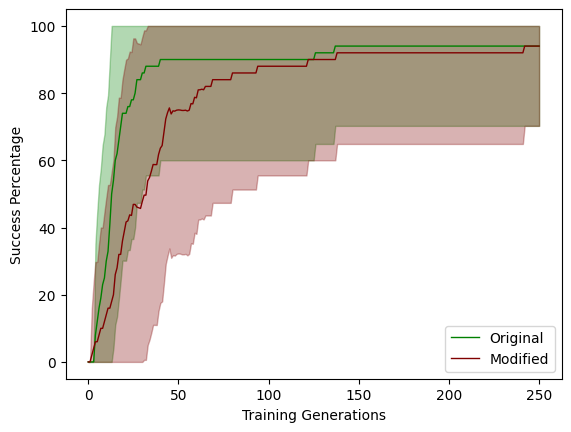 100
80
60
40
20
0
Success Percentage
Original
Modified
0 50 100 150 200 250
Training Generations